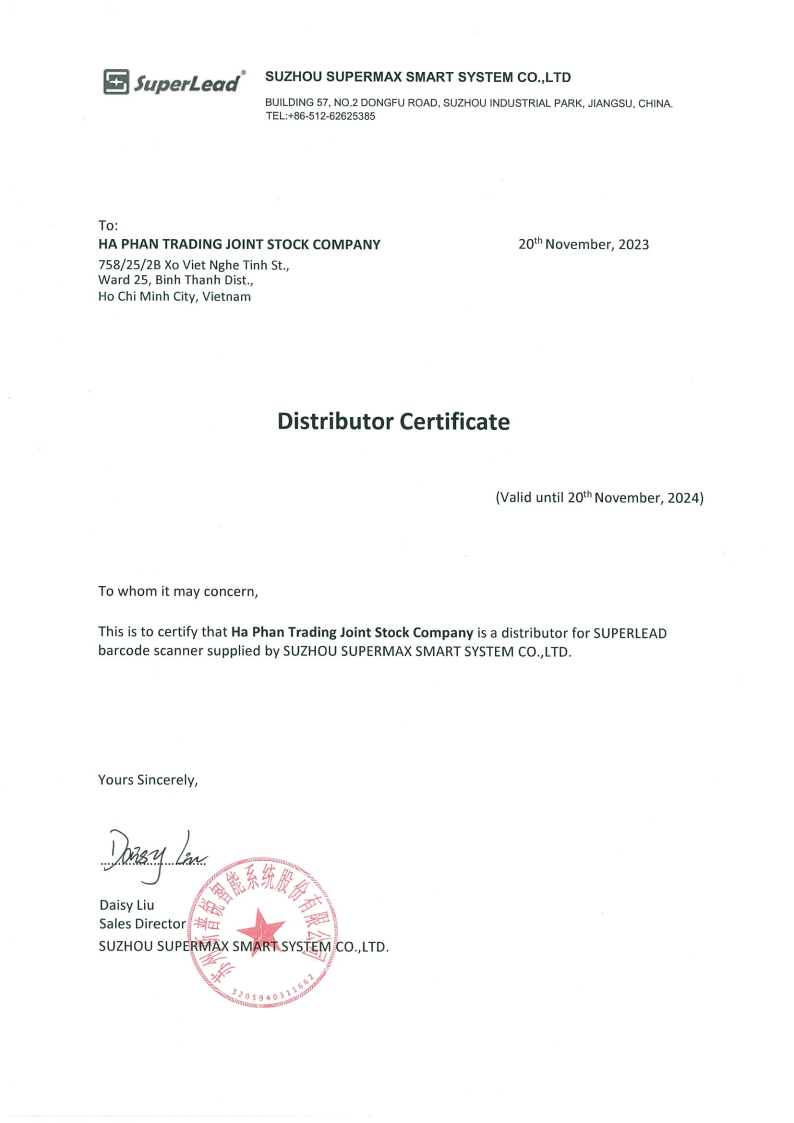 SuperLead®
SUZHOU SUPERMAX SMART SYSTEM CO.,LTD
BUILDING 57, NO.2 DONGFU ROAD, SUZHOU INDUSTRIAL PARK, JIANGSU, CHINA.
TEL:+86-512-62625385
To:
HA PHAN TRADING JOINT STOCK COMPANY
20th November, 2023
758/25/2B Xo Viet Nghe Tinh St.,
Ward 25, Binh Thanh Dist.,
Ho Chi Minh City, Vietnam
Distributor Certificate
(Valid until 20th November, 2024)
To whom it may concern,
This is to certify that Ha Phan Trading Joint Stock Company is a distributor for SUPERLEAD
barcode scanner supplied by SUZHOU SUPERMAX SMART SYSTEM CO.,LTD.
Yours Sincerely,
Daisy Liu
Daisy Liu
Sales Director
SUZHOU SUPERMAX SMART SYSTEM CO.,LTD.
苏州新普锐智能系统股份有限公司
3205940311662